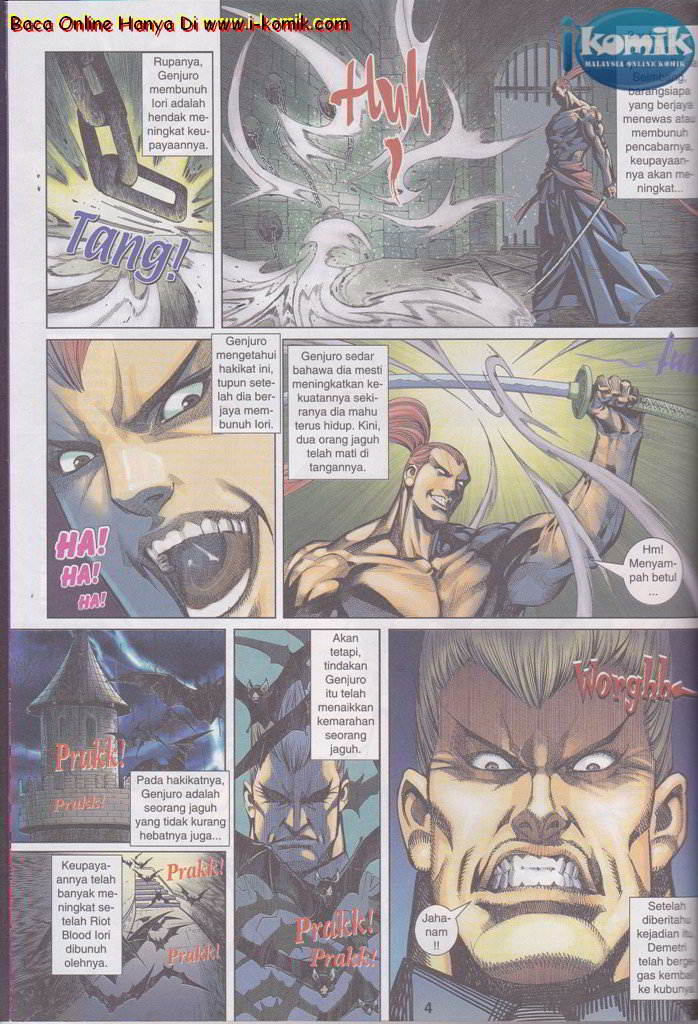 Baca Online Hanya Di www.i-komik.com
ikomik
MALAYSIA ONLINE KOMIK
Rupanya,
Genjuro
membunuh
Iori adalah
hendak me-
ningkat keu-
payaannya.
Tang!
Huh
!
barangsiapa
yang berjaya
menewas atau
membunuh
pencabarnya,
keupayaan-
nya akan me-
ningkat...
Genjuro
mengetahui
hakikat ini,
tupun sete-
lah dia ber-
jaya mem-
bunuh Iori.
HA!
HA!
HA!
Genjuro sedar
bahawa dia mesti
meningkatkan ke-
kuatannya seki-
ranya dia mahu
terus hidup. Kini,
dua orang jaguh
telah mati di
tangannya.
Hm!
Menyam-
pah betul
...
Prakk!
Prakk!
Pada hakikatnya,
Genjuro adalah
seorang jaguh
yang tidak kurang
hebatnya juga...
Keupaya-
annya telah
banyak me-
ningkat se-
telah Riot
Blood Iori
dibunuh
olehnya.
Prakk!
Prakk!
Akan
tetapi,
tindakan
Genjuro
itu telah
menaikkan
kemarahan
seorang
jaguh.
Prakk!
Prakk!
Worghh
Jaha-
nam
!!
Setelah
diberitahu
kejadian itu,
Demetri
telah berge-
gas kembali
ke kubunya.
4